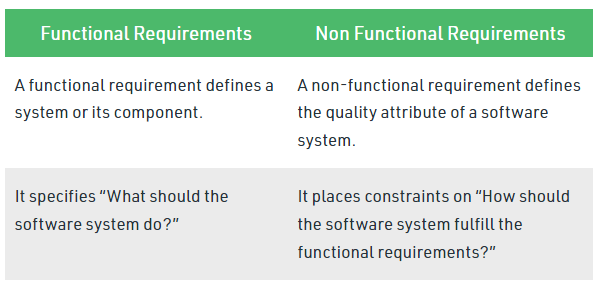 Functional Requirements
Non Functional Requirements
A functional requirement defines a
system or its component.
A non-functional requirement defines
the quality attribute of a software
system.
It specifies “What should the
software system do?”
It places constraints on “How should
the software system fulfill the
functional requirements?”